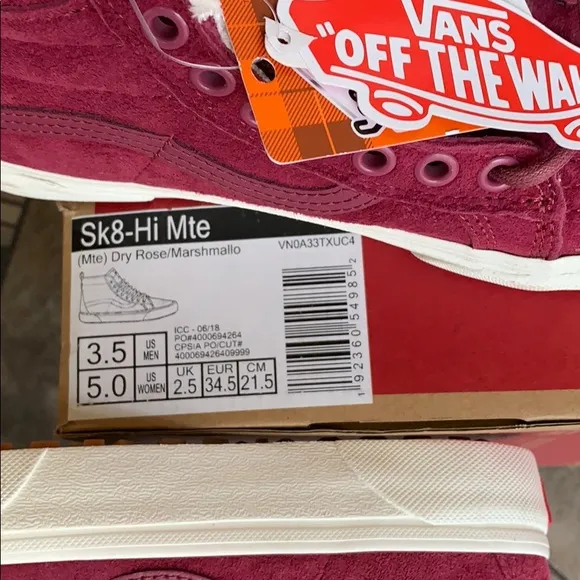 VANS
"OFF THE WAL
Sk8-Hi Mte
(Mte) Dry Rose/Marshmallo
VN0A33TXUC4
ICC - 06/18
PO#4000694264
CPSIA PO/CUT#
400069426409999
3.5 US MEN
5.0 US WOMEN
UK 2.5
EUR 34.5
CM 21.5
1 92360 54985 2